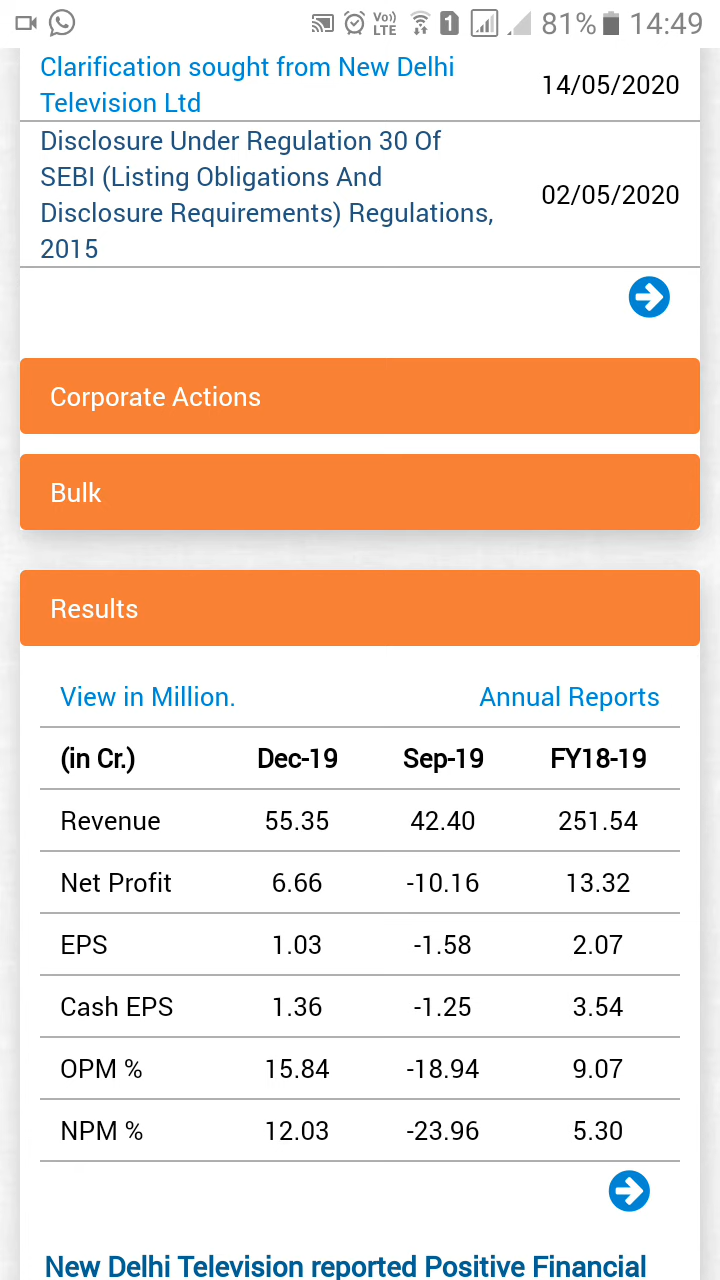 Vo)) LTE 1 81% 14:49
Clarification sought from New Delhi
Television Ltd
14/05/2020
Disclosure Under Regulation 30 Of
SEBI (Listing Obligations And
Disclosure Requirements) Regulations,
2015
02/05/2020
Corporate Actions
Bulk
Results
View in Million. Annual Reports
(in Cr.) Dec-19 Sep-19 FY18-19
Revenue 55.35 42.40 251.54
Net Profit 6.66 -10.16 13.32
EPS 1.03 -1.58 2.07
Cash EPS 1.36 -1.25 3.54
OPM % 15.84 -18.94 9.07
NPM % 12.03 -23.96 5.30
New Delhi Television reported Positive Financial